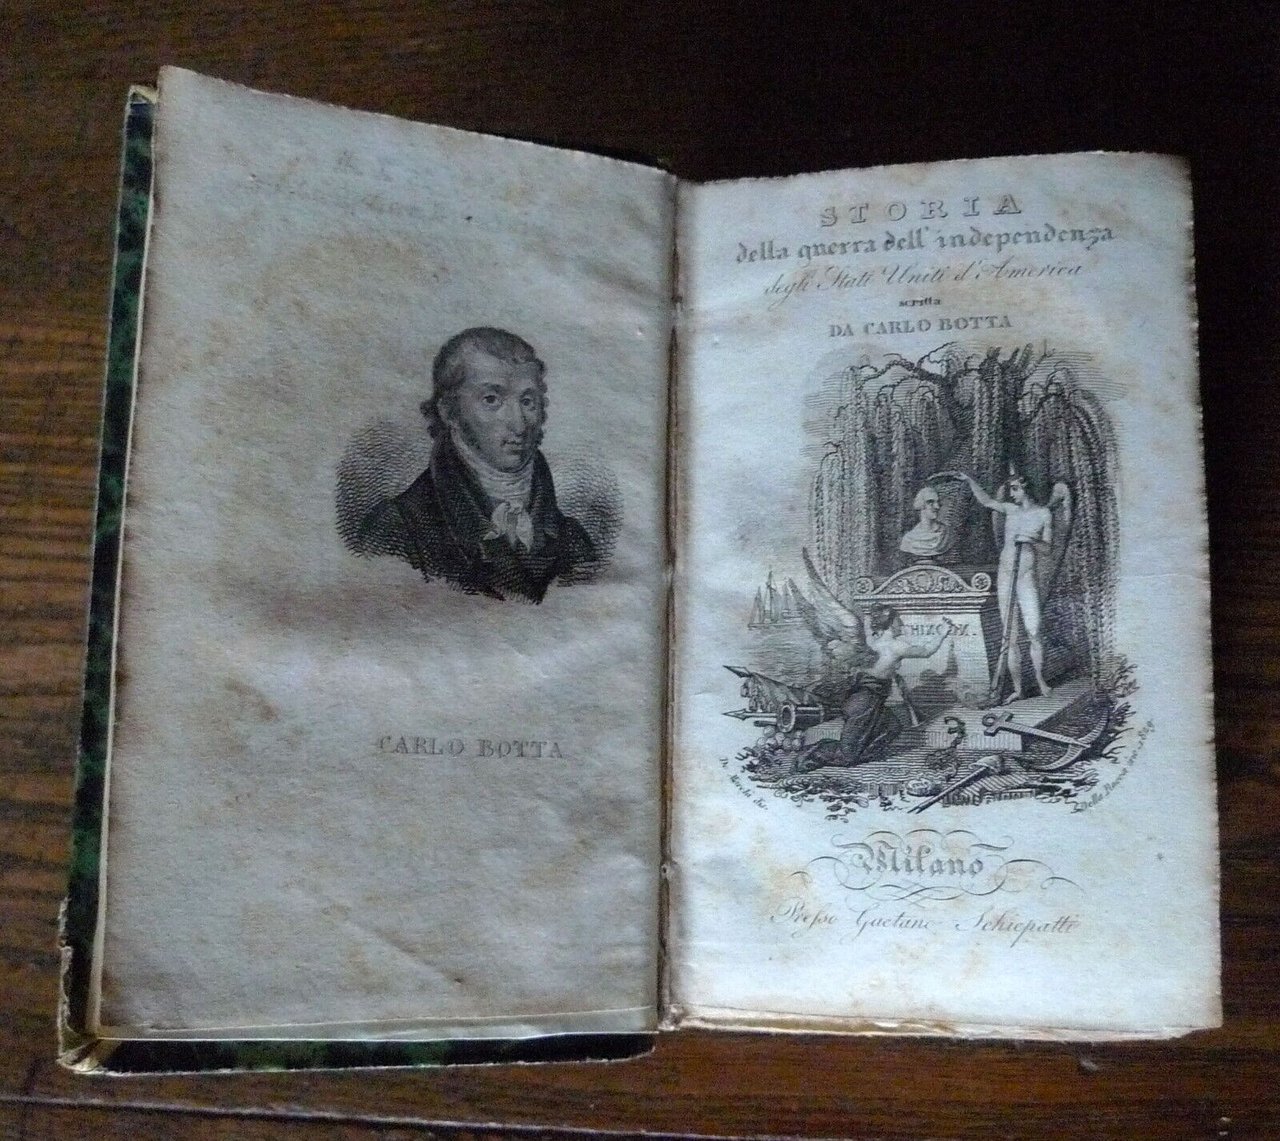 CARLO BOTTA
STORIA
della guerra dell' independenza
degli Stati Uniti d'America
scritta
DA CARLO BOTTA
Milano
Presso Gaetano Schiepatti